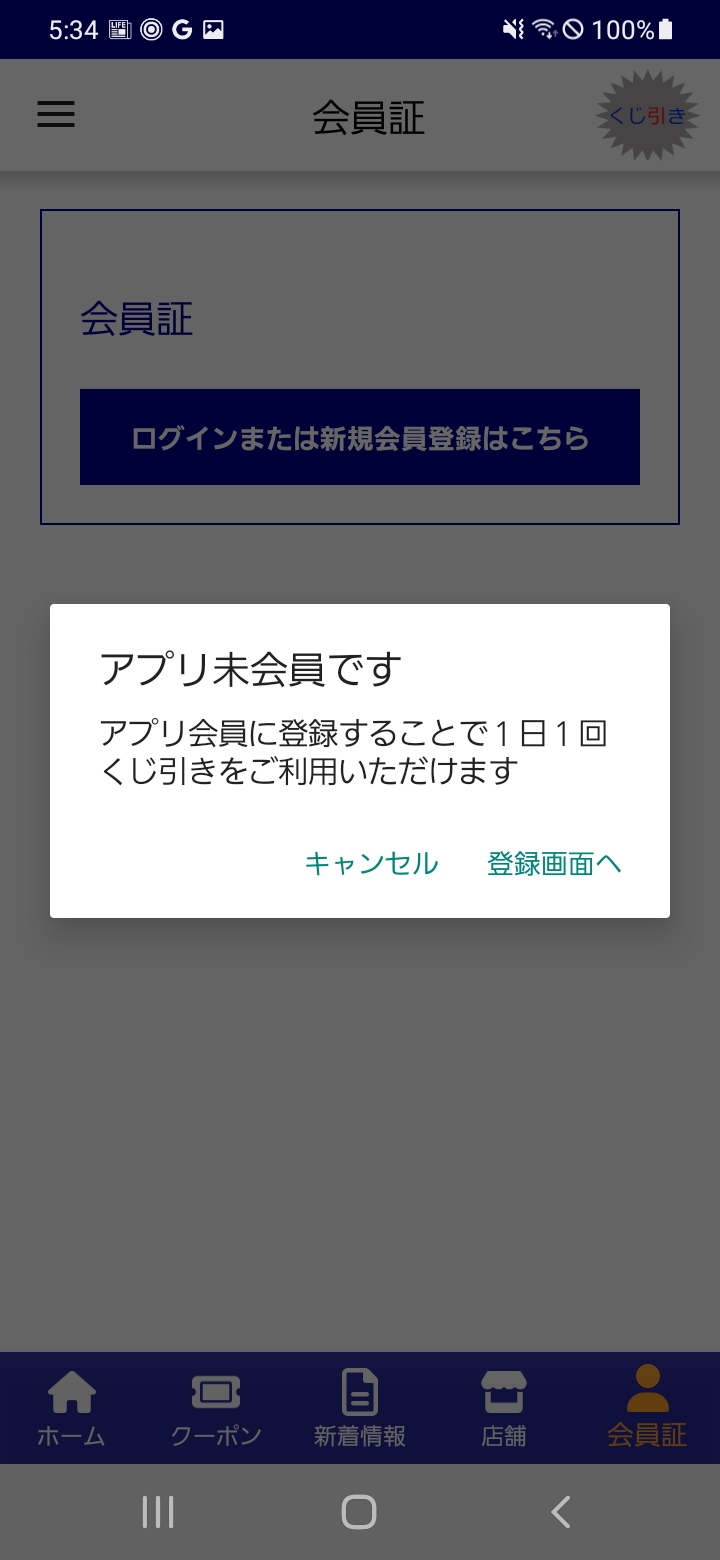 5:34
LIFE
G
100%
会員証
くじ引き
会員証
ログインまたは新規会員登録はこちら
アプリ未会員です
アプリ会員に登録することで１日１回
くじ引きをご利用いただけます
キャンセル
登録画面へ
ホーム
クーポン
新着情報
店舗
会員証